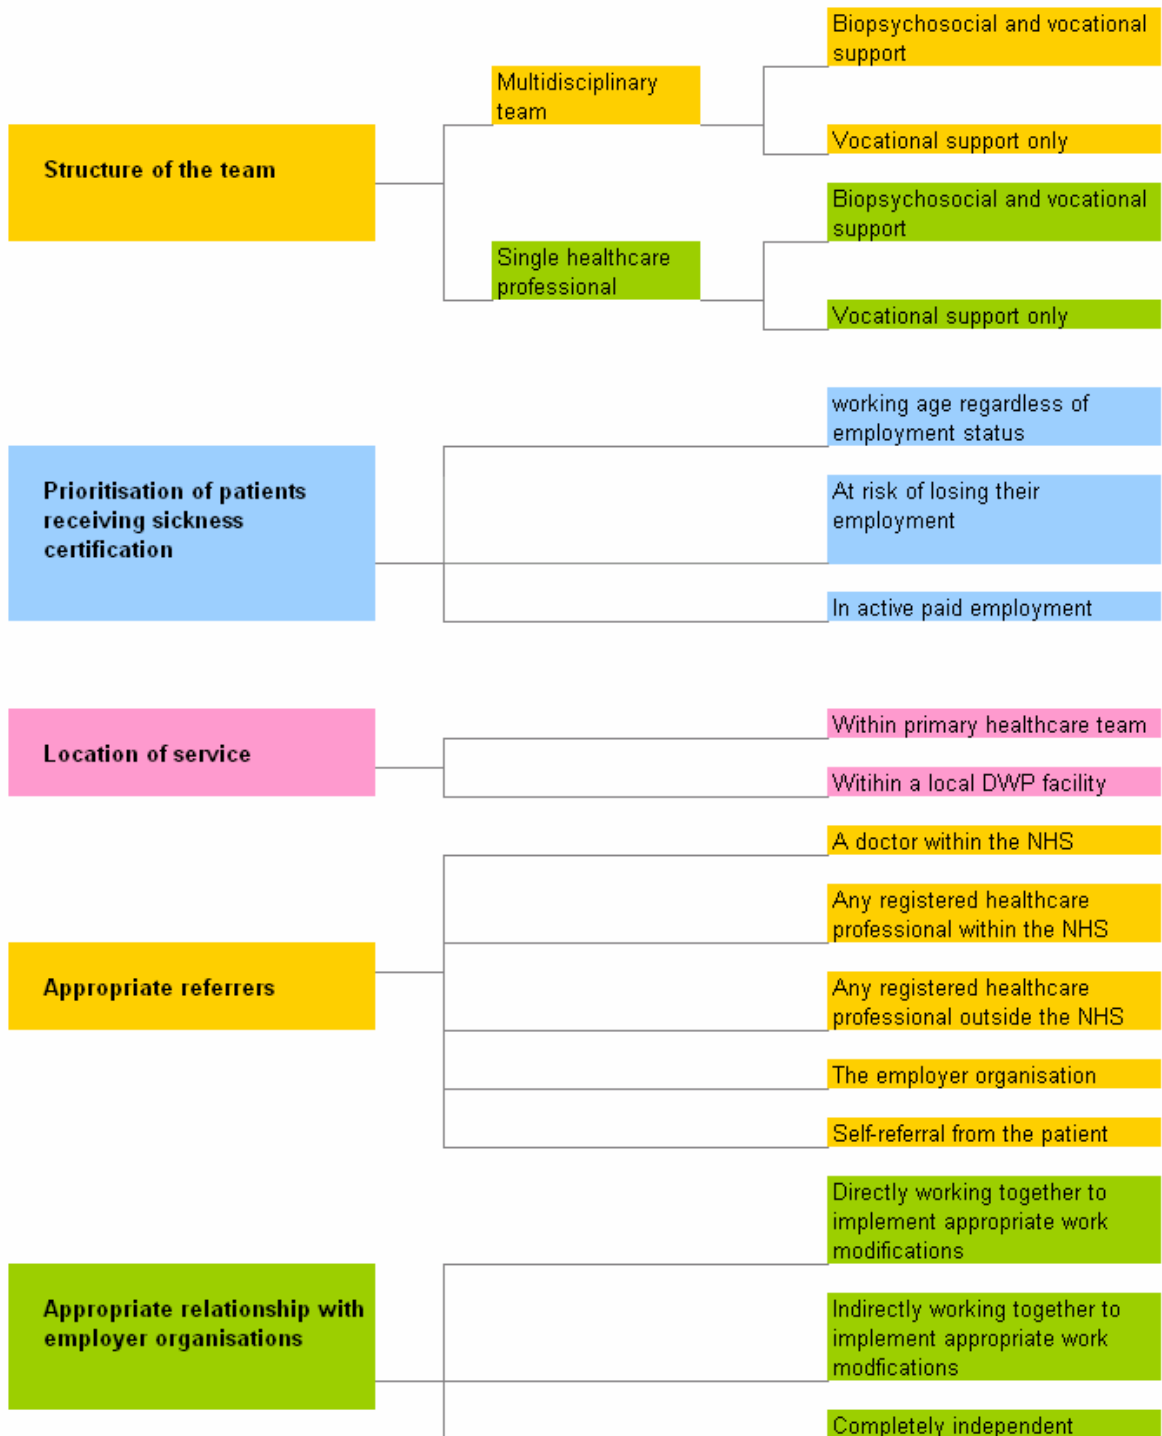 Structure of the team
Multidisciplinary
team
Biopsychosocial and vocational
support
Vocational support only
Single healthcare
professional
Biopsychosocial and vocational
support
Vocational support only
Prioritisation of patients
receiving sickness
certification
working age regardless of
employment status
At risk of losing their
employment
In active paid employment
Location of service
Within primary healthcare team
Witihin a local DWP facility
Appropriate referrers
A doctor within the NHS
Any registered healthcare
professional within the NHS
Any registered healthcare
professional outside the NHS
The employer organisation
Self-referral from the patient
Appropriate relationship with
employer organisations
Directly working together to
implement appropriate work
modifications
Indirectly working together to
implement appropriate work
modfications
Completely independent